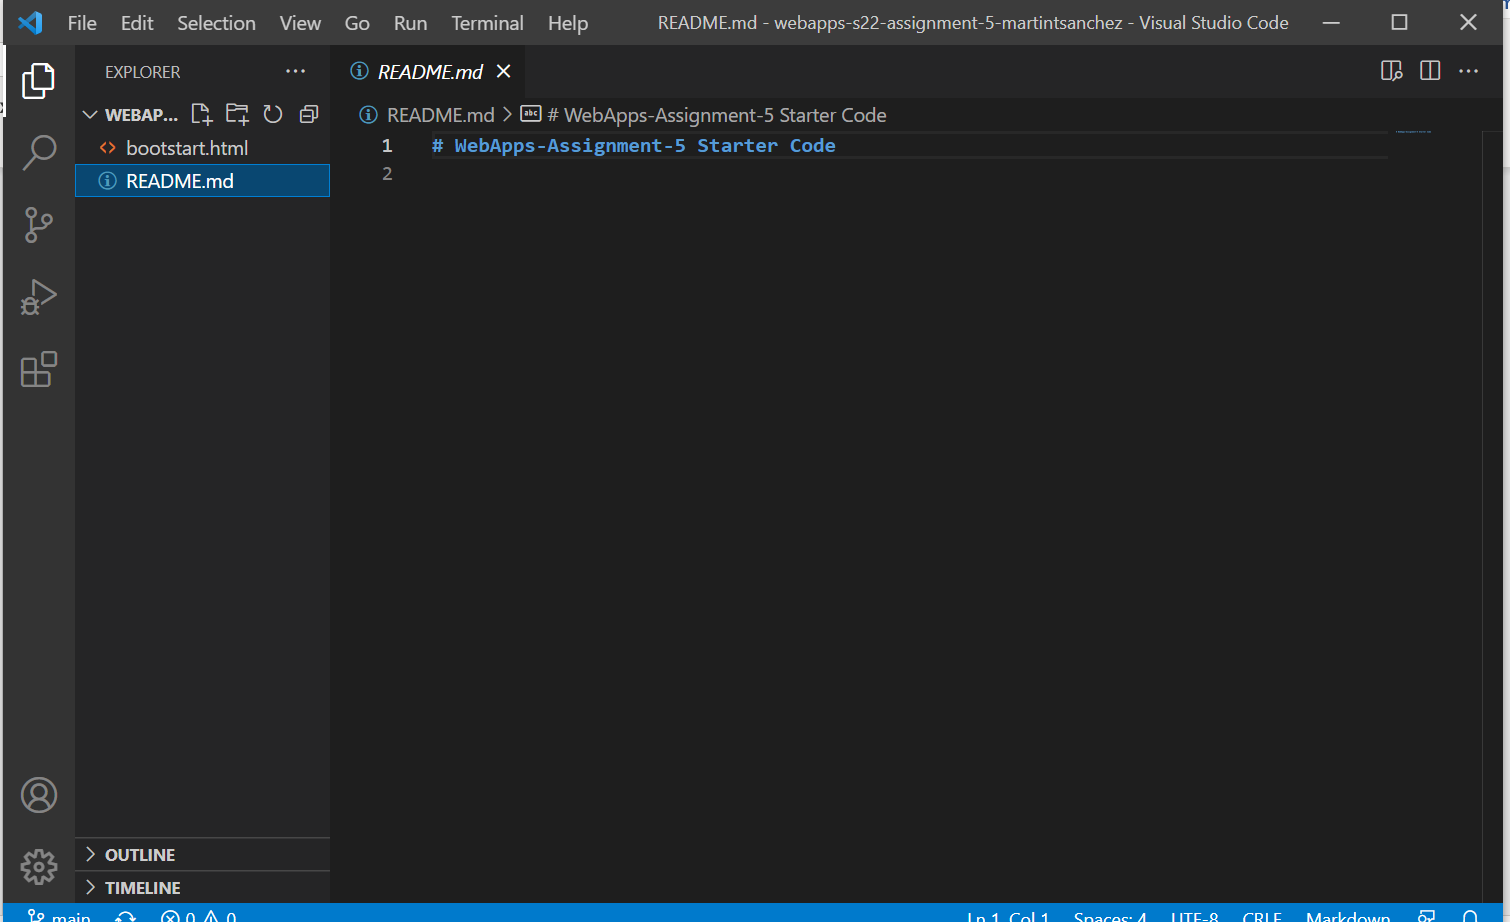 File Edit Selection View Go Run Terminal Help README.md - webapps-s22-assignment-5-martintsanchez - Visual Studio Code
EXPLORER
README.md
WEBAP...
README.md > # WebApps-Assignment-5 Starter Code
bootstart.html
README.md
1 # WebApps-Assignment-5 Starter Code
2
OUTLINE
TIMELINE
main 0 0 Ln 1, Col 1 Spaces: 4 UTF-8 CRLF Markdown